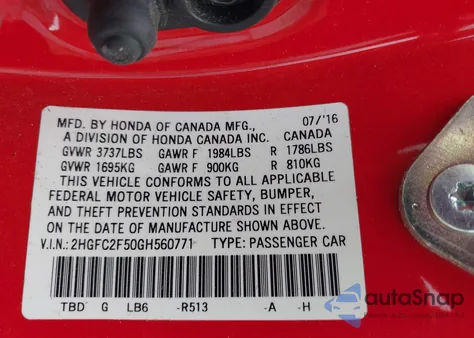 MFD. BY HONDA OF CANADA MFG., 07/'16
A DIVISION OF HONDA CANADA INC. CANADA
GVWR 3737LBS GAWR F 1984LBS R 1786LBS
GVWR 1695KG GAWR F 900KG R 810KG
THIS VEHICLE CONFORMS TO ALL APPLICABLE
FEDERAL MOTOR VEHICLE SAFETY, BUMPER,
AND THEFT PREVENTION STANDARDS IN EFFECT
ON THE DATE OF MANUFACTURE SHOWN ABOVE.
V.I.N.: 2HGFC2F50GH560771 TYPE: PASSENGER CAR
TBD G LB6 -R513 -A -H
autoSnap